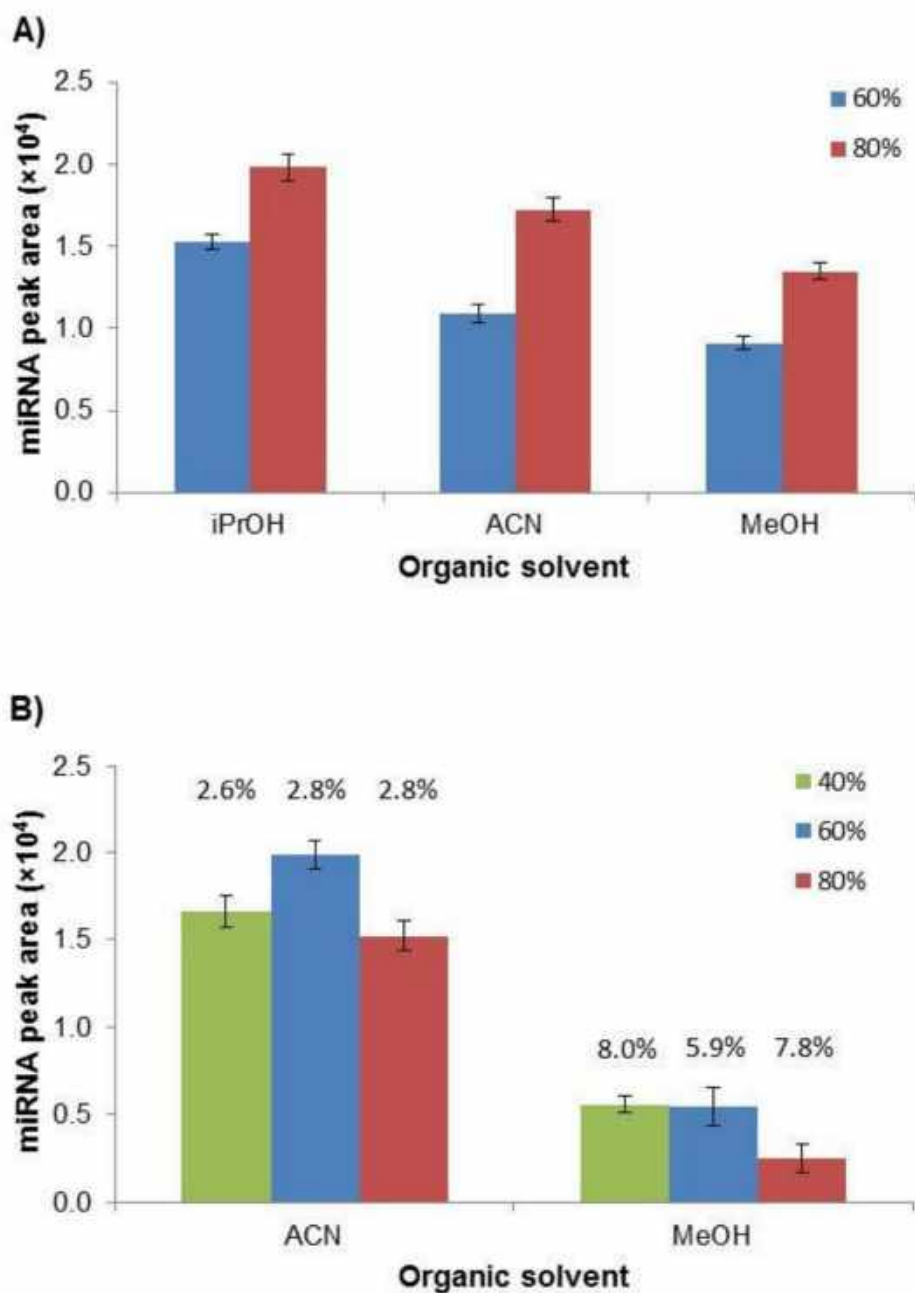 A)
miRNA peak area (×10⁴)
2.5
2.0
1.5
1.0
0.5
0.0
60%
80%
iPrOH ACN MeOH
Organic solvent
B)
miRNA peak area (×10⁴)
2.5
2.0
1.5
1.0
0.5
0.0
2.6% 2.8% 2.8%
40%
60%
80%
8.0% 5.9% 7.8%
ACN MeOH
Organic solvent